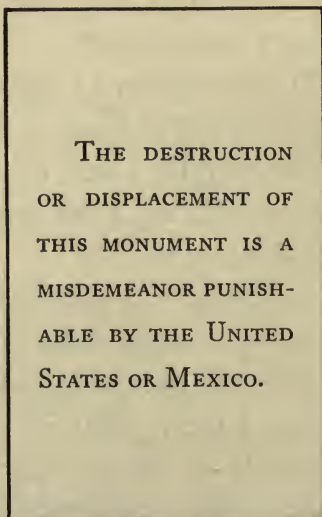 The destruction
or displacement of
this monument is a
misdemeanor punish-
able by the United
States or Mexico.